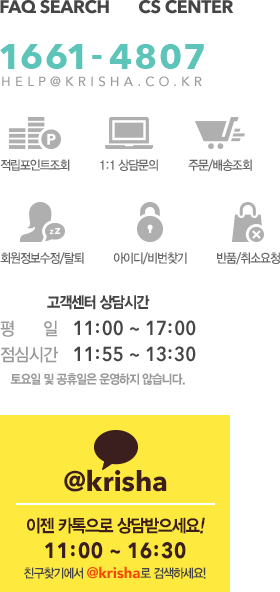 FAQ SEARCH CS CENTER
1661-4807
HELP@KRISHA.CO.KR
P
적립포인트조회 1:1 상담문의 주문/배송조회
zZ
회원정보수정/탈퇴 아이디/비번찾기 반품/취소요청
고객센터 상담시간
평 일 11:00 ~ 17:00
점심시간 11:55 ~ 13:30
토요일 및 공휴일은 운영하지 않습니다.
@krisha
이젠 카톡으로 상담받으세요!
11:00 ~ 16:30
친구찾기에서 @krisha로 검색하세요!